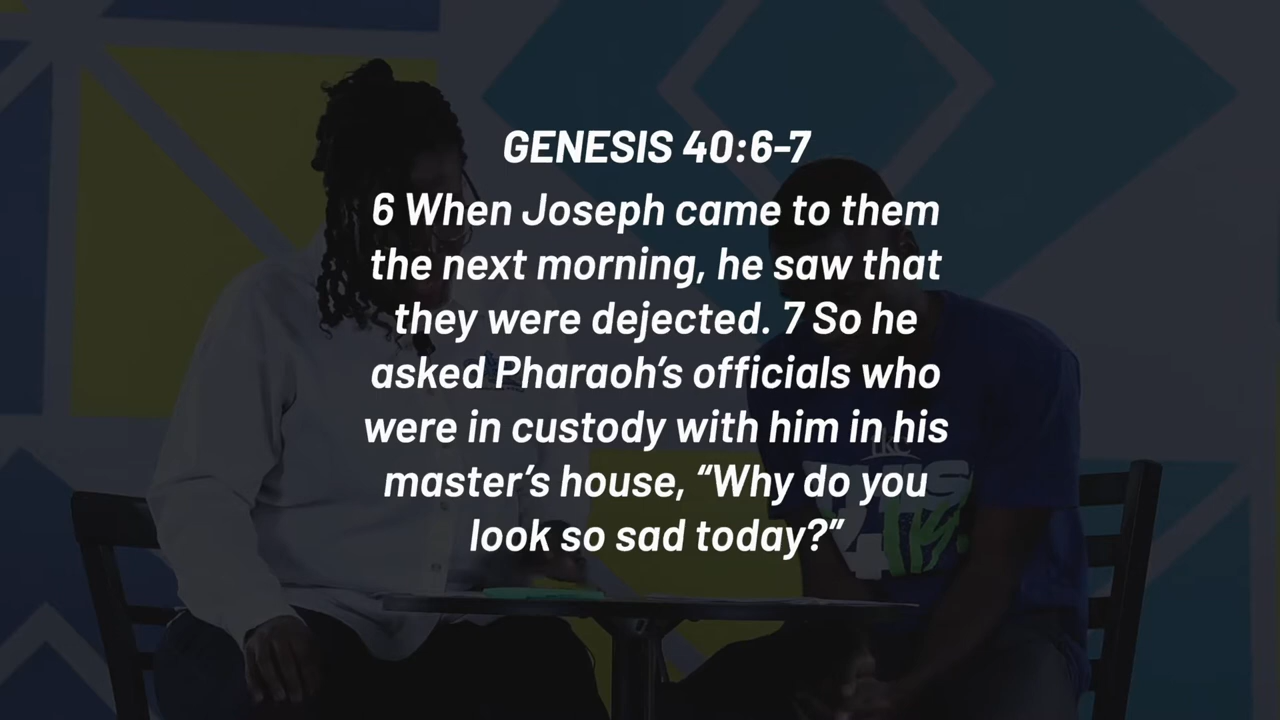 GENESIS 40:6-7
6 When Joseph came to them
the next morning, he saw that
they were dejected. 7 So he
asked Pharaoh's officials who
were in custody with him in his
master's house, “Why do you
look so sad today?”